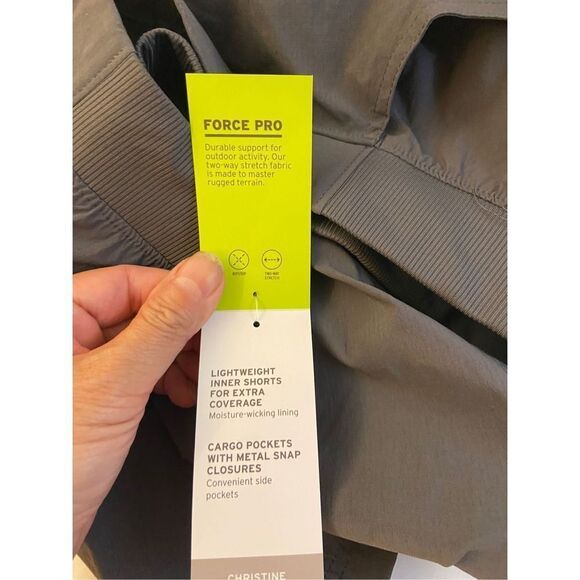 FORCE PRO
Durable support for
outdoor activity. Our
two-way stretch fabric
is made to master
rugged terrain.
RIPSTOP
TWO-WAY
STRETCH
LIGHTWEIGHT
INNER SHORTS
FOR EXTRA
COVERAGE
Moisture-wicking lining
CARGO POCKETS
WITH METAL SNAP
CLOSURES
Convenient side
pockets
CHRISTINE